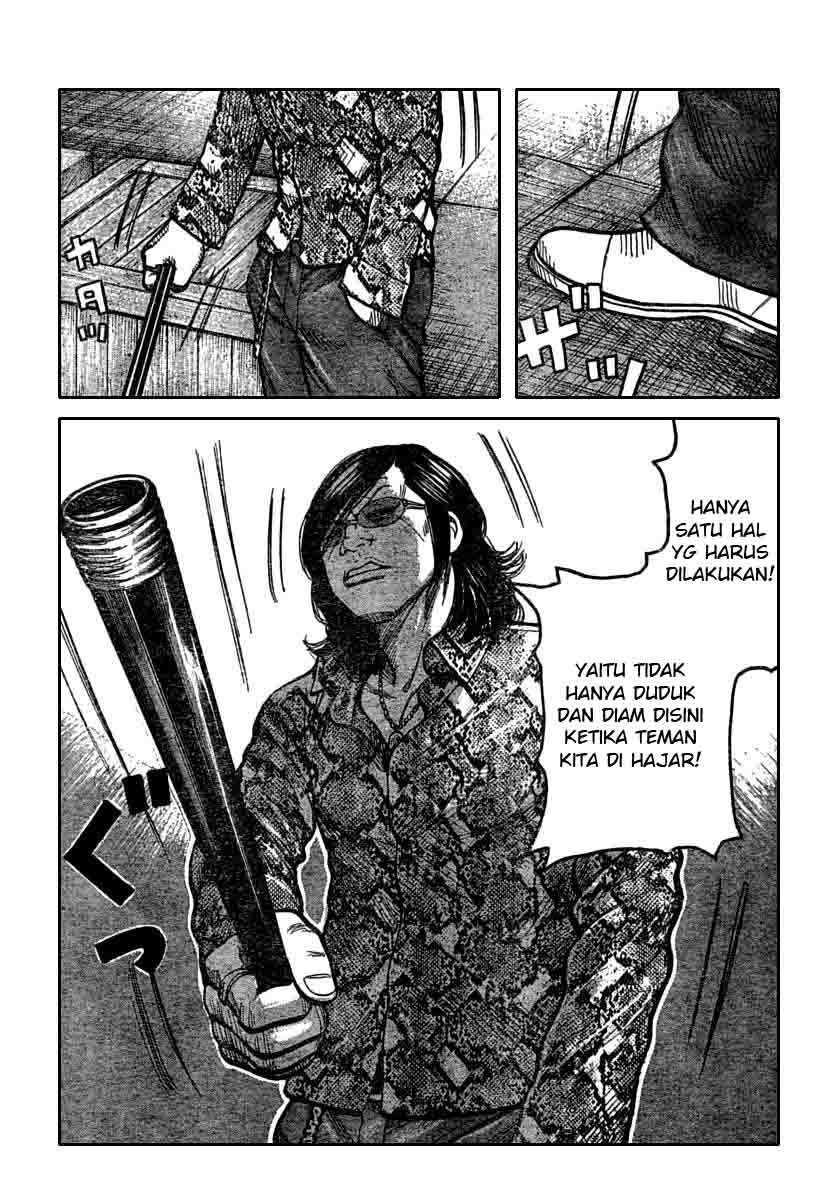 カタ
ザッ
HANYA
SATU HAL
YG HARUS
DILAKUKAN!
YAITU TIDAK
HANYA DUDUK
DAN DIAM DISINI
KETIKA TEMAN
KITA DI HAJAR!
ぐっ